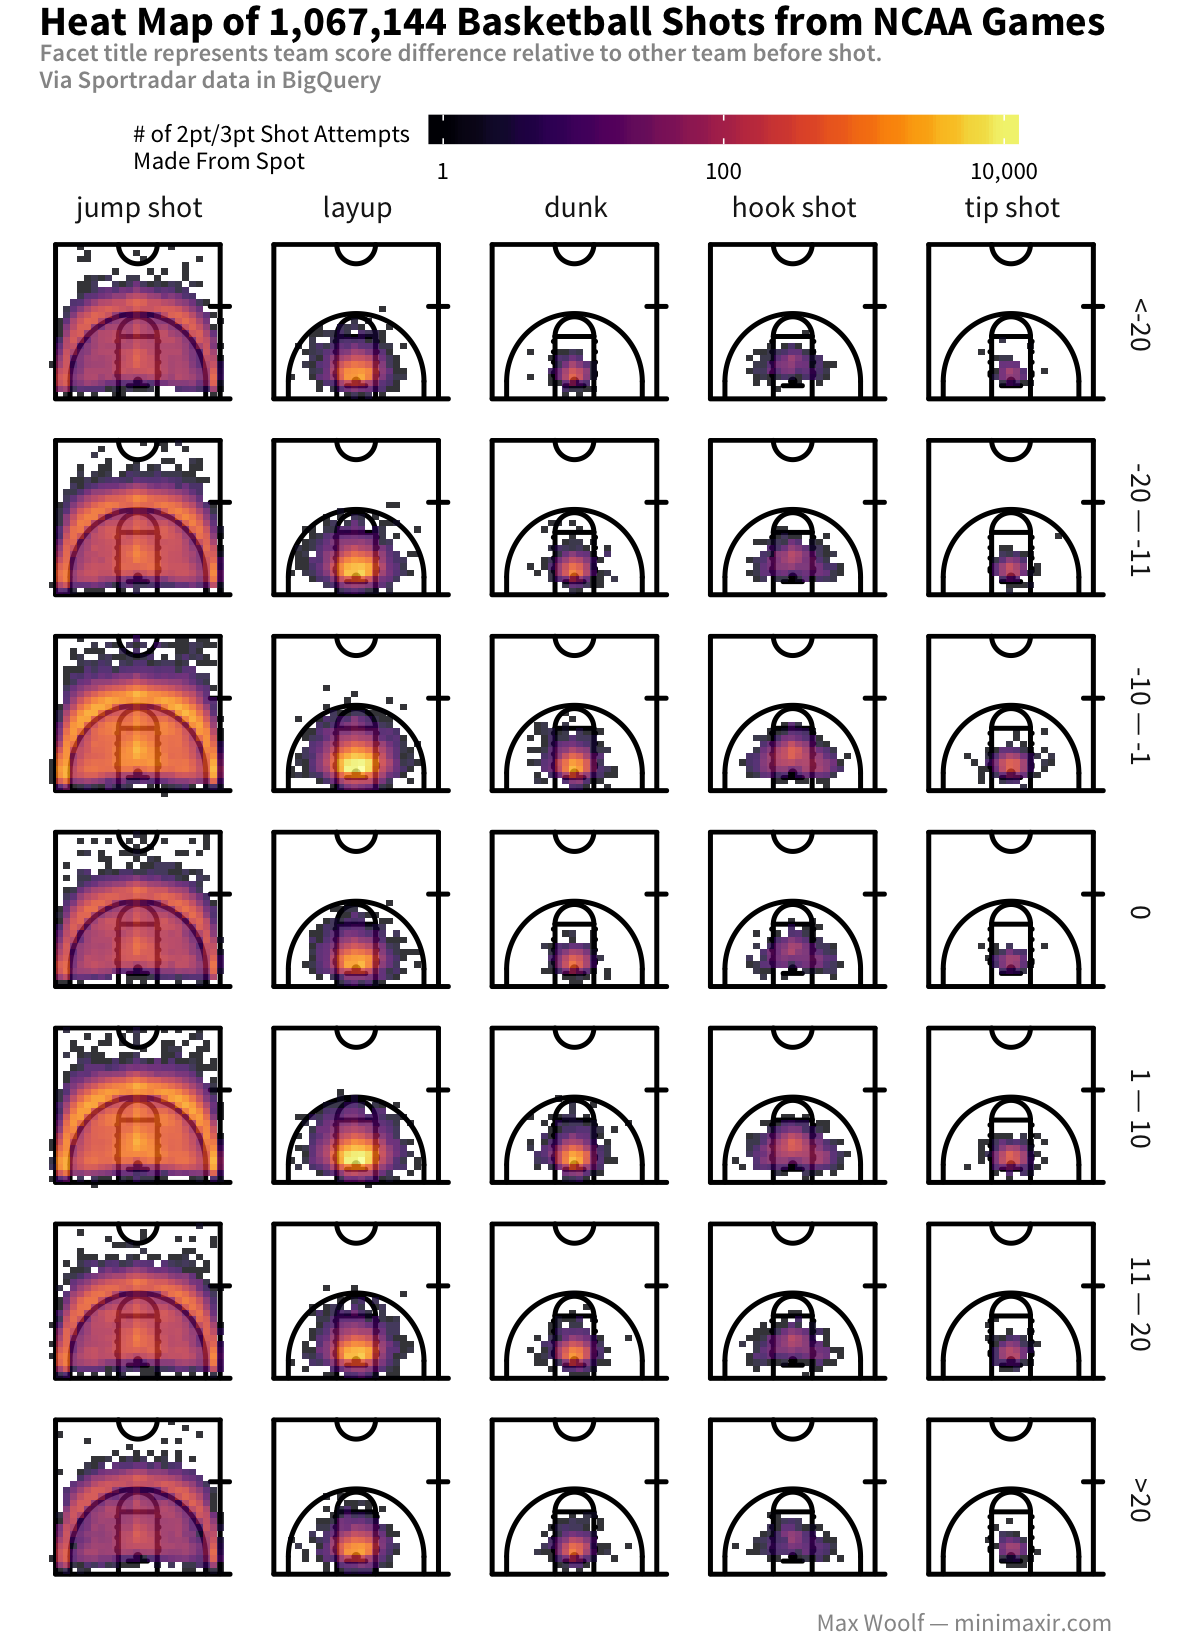 Heat Map of 1,067,144 Basketball Shots from NCAA Games
Facet title represents team score difference relative to other team before shot.
Via Sportradar data in BigQuery
# of 2pt/3pt Shot Attempts
Made From Spot
1 100 10,000
jump shot layup dunk hook shot tip shot
<-20
-20 — -11
-10 — -1
0
1 — 10
11 — 20
>20
Max Woolf — minimaxir.com